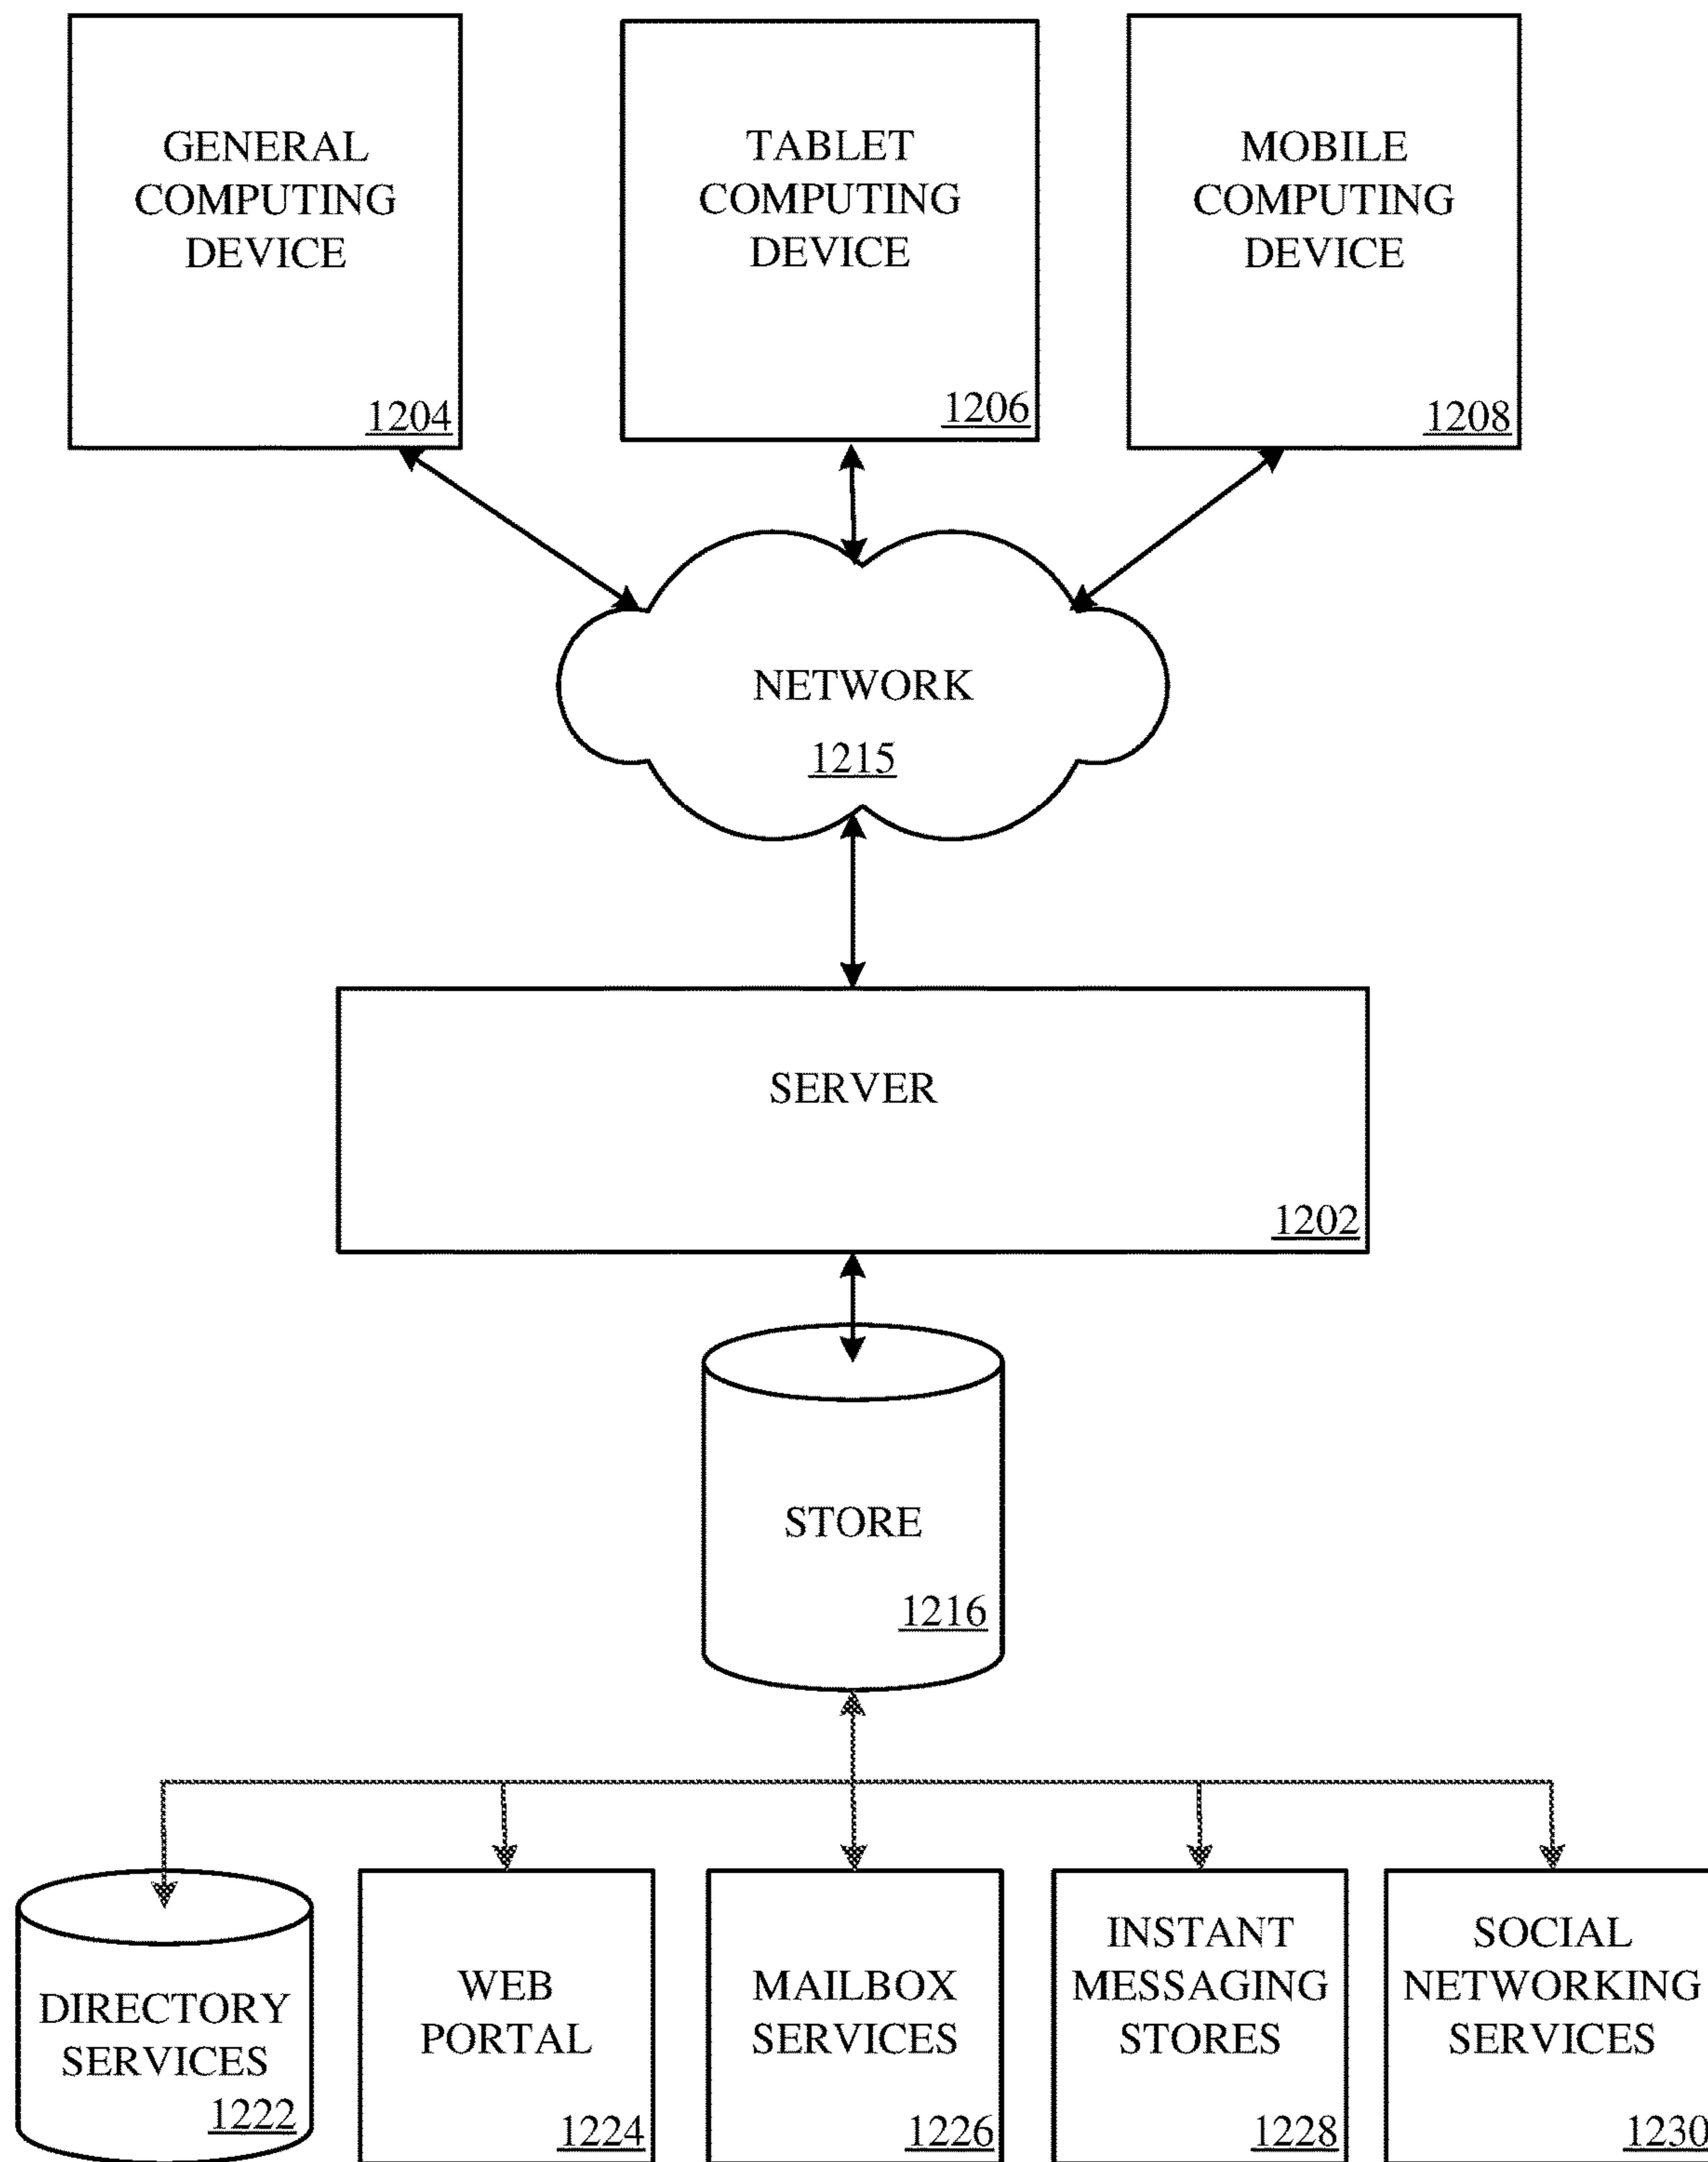 GENERAL
COMPUTING
DEVICE
1204
TABLET
COMPUTING
DEVICE
1206
MOBILE
COMPUTING
DEVICE
1208
NETWORK
1215
SERVER
1202
STORE
1216
DIRECTORY
SERVICES
1222
WEB
PORTAL
1224
MAILBOX
SERVICES
1226
INSTANT
MESSAGING
STORES
1228
SOCIAL
NETWORKING
SERVICES
1230